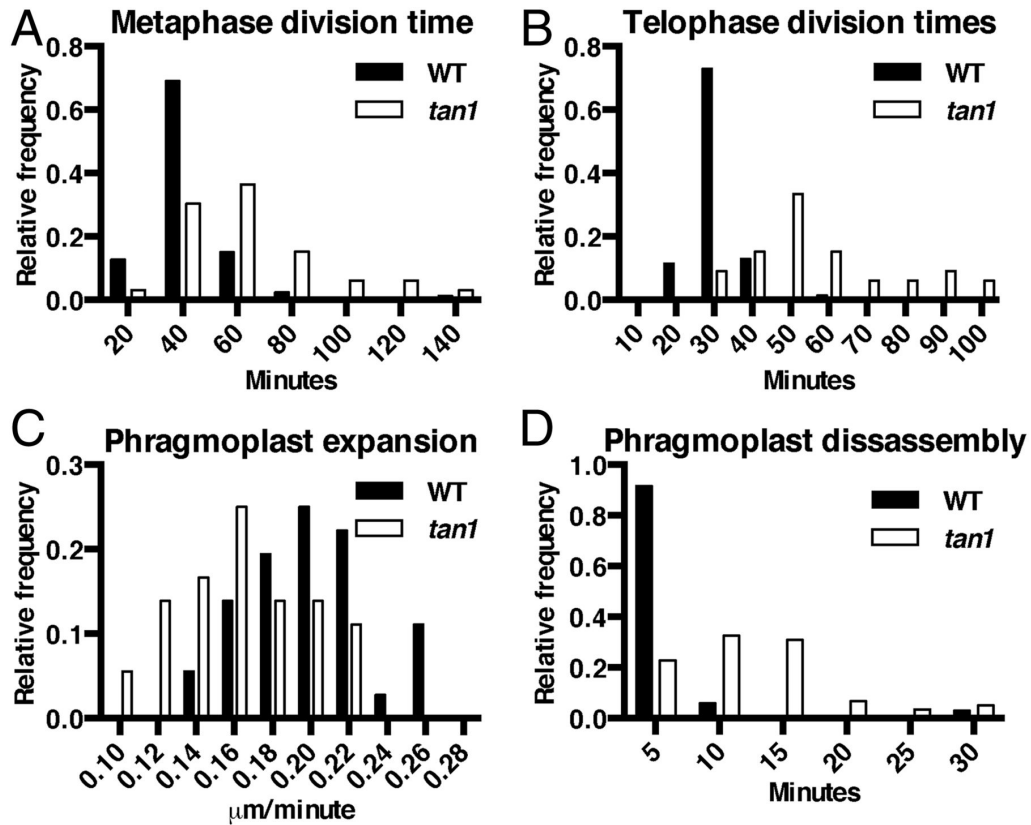 A
Metaphase division time
0.8
0.6
0.4
0.2
0.0
Relative frequency
WT
tan1
20
40
60
80
100
120
140
Minutes
B
Telophase division times
0.8
0.6
0.4
0.2
0.0
Relative frequency
WT
tan1
10
20
30
40
50
60
70
80
90
100
Minutes
C
Phragmoplast expansion
0.3
0.2
0.1
0.0
Relative frequency
WT
tan1
0.10
0.12
0.14
0.16
0.18
0.20
0.22
0.24
0.26
0.28
μm/minute
D
Phragmoplast dissassembly
1.0
0.8
0.6
0.4
0.2
0.0
Relative frequency
WT
tan1
5
10
15
20
25
30
Minutes